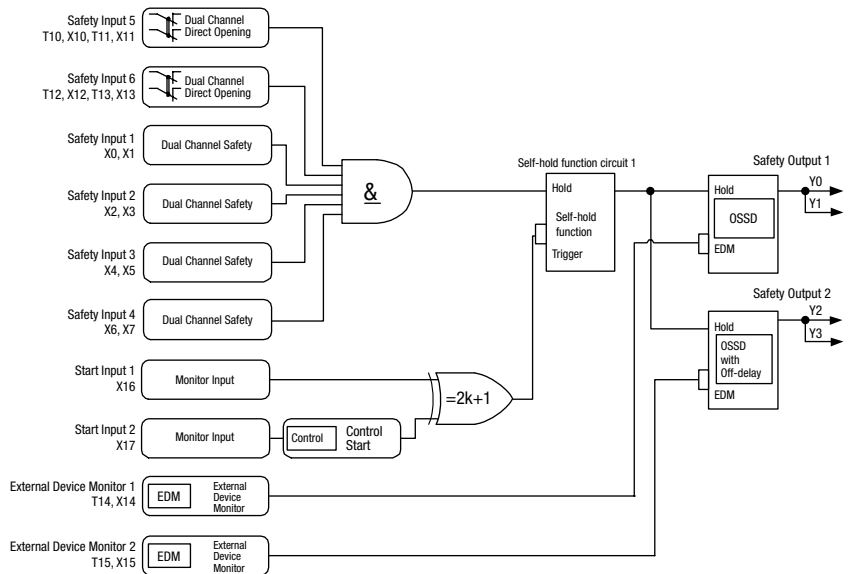 Safety Input 5
T10, X10, T11, X11
Dual Channel
Direct Opening
Safety Input 6
T12, X12, T13, X13
Dual Channel
Direct Opening
Safety Input 1
X0, X1
Dual Channel Safety
Safety Input 2
X2, X3
Dual Channel Safety
Safety Input 3
X4, X5
Dual Channel Safety
Safety Input 4
X6, X7
Dual Channel Safety
Start Input 1
X16
Monitor Input
Start Input 2
X17
Monitor Input
Control
Control
Start
External Device Monitor 1
T14, X14
EDM
External
Device
Monitor
External Device Monitor 2
T15, X15
EDM
External
Device
Monitor
&
=2k+1
Self-hold function circuit 1
Hold
Self-hold
function
Trigger
Safety Output 1
Hold
OSSD
EDM
Y0
Y1
Safety Output 2
Hold
OSSD
with
Off-delay
EDM
Y2
Y3